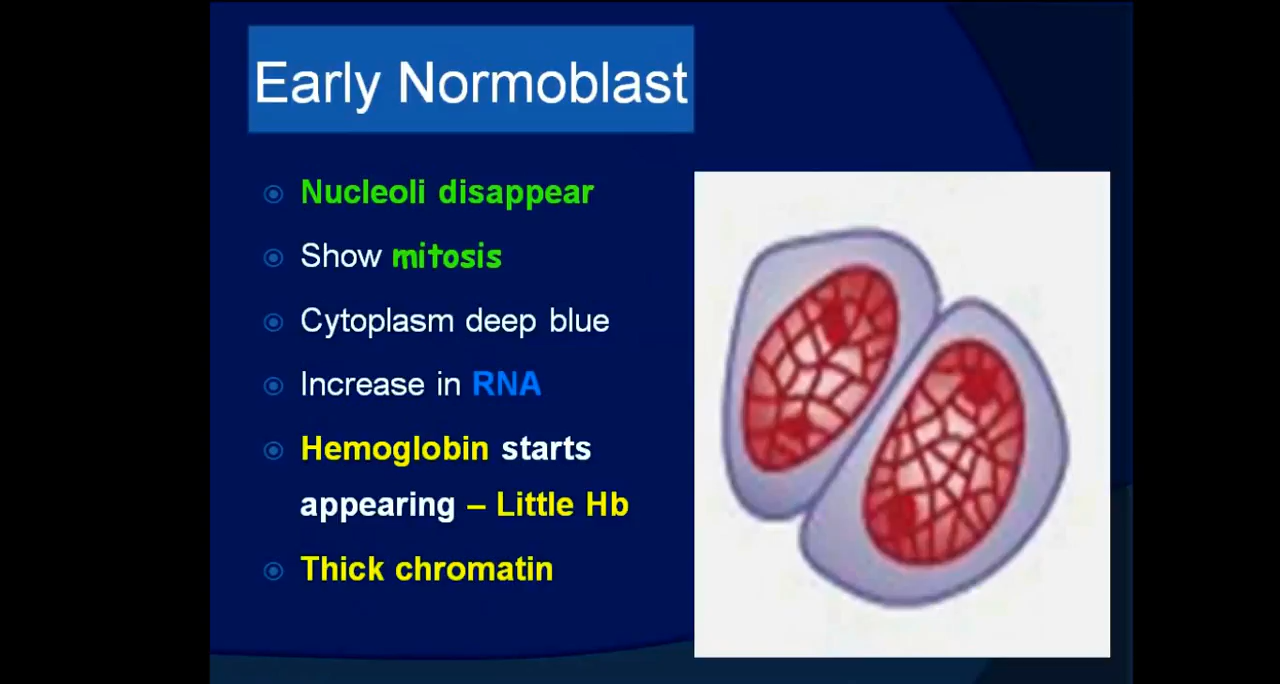 Early Normoblast
Nucleoli disappear
Show mitosis
Cytoplasm deep blue
Increase in RNA
Hemoglobin starts
appearing – Little Hb
Thick chromatin